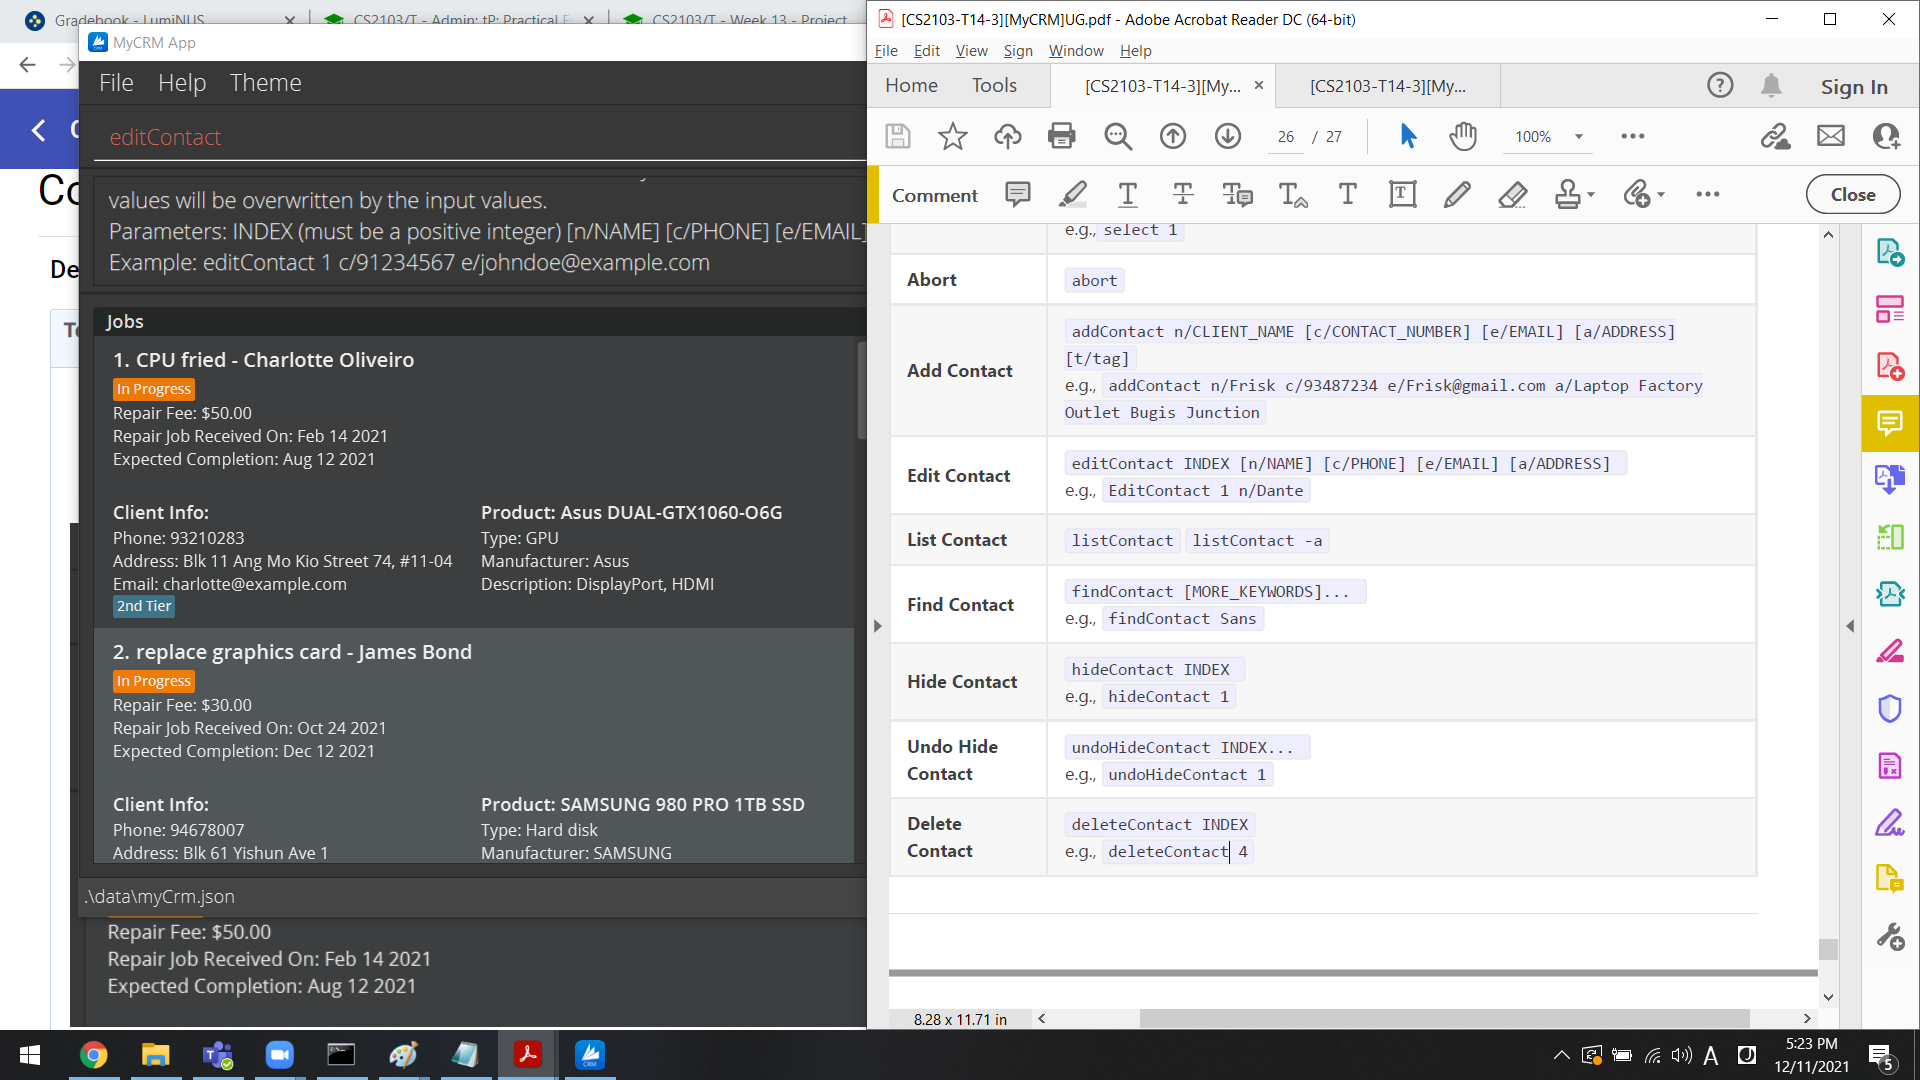 Gradebook - LumiNUS
CS2103/T - Admin: tP: Practical E
CS2103/T - Week 13 - Project
MyCRM App
File Help Theme
editContact
values will be overwritten by the input values.
Parameters: INDEX (must be a positive integer) [n/NAME] [c/PHONE] [e/EMAIL]
Example: editContact 1 c/91234567 e/johndoe@example.com
Jobs
1. CPU fried - Charlotte Oliveiro
In Progress
Repair Fee: $50.00
Repair Job Received On: Feb 14 2021
Expected Completion: Aug 12 2021
Client Info:
Phone: 93210283
Address: Blk 11 Ang Mo Kio Street 74, #11-04
Email: charlotte@example.com
2nd Tier
Product: Asus DUAL-GTX1060-O6G
Type: GPU
Manufacturer: Asus
Description: DisplayPort, HDMI
2. replace graphics card - James Bond
In Progress
Repair Fee: $30.00
Repair Job Received On: Oct 24 2021
Expected Completion: Dec 12 2021
Client Info:
Phone: 94678007
Address: Blk 61 Yishun Ave 1
Product: SAMSUNG 980 PRO 1TB SSD
Type: Hard disk
Manufacturer: SAMSUNG
.\data\myCrm.json
Repair Fee: $50.00
Repair Job Received On: Feb 14 2021
Expected Completion: Aug 12 2021
Co
De
Te
[CS2103-T14-3][MyCRM]UG.pdf - Adobe Acrobat Reader DC (64-bit)
File Edit View Sign Window Help
Home Tools [CS2103-T14-3][My... [CS2103-T14-3][My... Sign In
26 / 27 100%
Comment Close
e.g., select 1
Abort
abort
Add Contact
addContact n/CLIENT_NAME [c/CONTACT_NUMBER] [e/EMAIL] [a/ADDRESS]
[t/tag]
e.g., addContact n/Frisk c/93487234 e/Frisk@gmail.com a/Laptop Factory
Outlet Bugis Junction
Edit Contact
editContact INDEX [n/NAME] [c/PHONE] [e/EMAIL] [a/ADDRESS]
e.g., EditContact 1 n/Dante
List Contact
listContact listContact -a
Find Contact
findContact [MORE_KEYWORDS]...
e.g., findContact Sans
Hide Contact
hideContact INDEX
e.g., hideContact 1
Undo Hide
Contact
undoHideContact INDEX...
e.g., undoHideContact 1
Delete
Contact
deleteContact INDEX
e.g., deleteContact 4
8.28 x 11.71 in
5:23 PM
12/11/2021
5